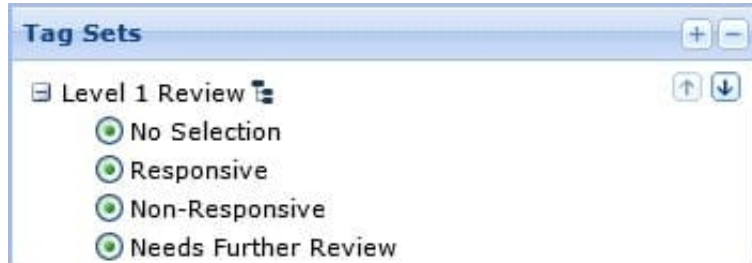 Tag Sets
Level 1 Review
No Selection
Responsive
Non-Responsive
Needs Further Review